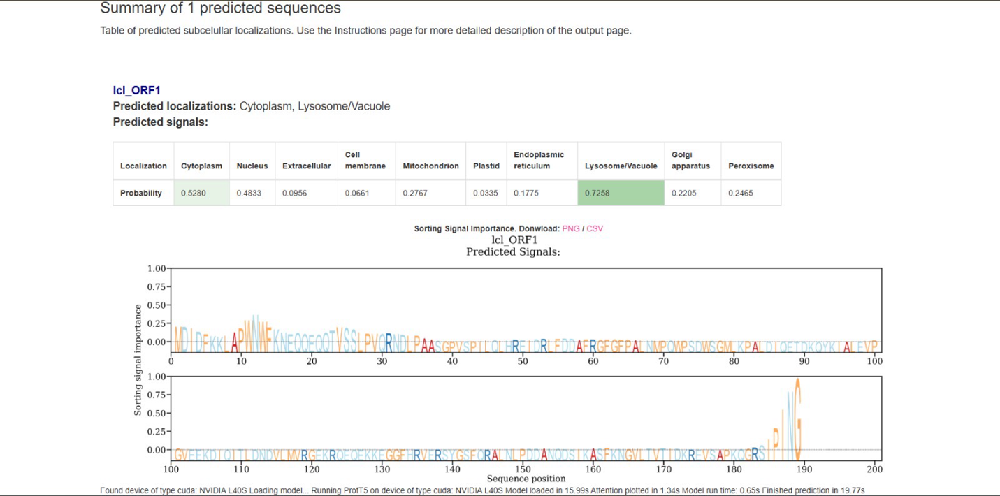 Summary of 1 predicted sequences
Table of predicted subcelullar localizations. Use the Instructions page for more detailed description of the output page.
lcl_ORF1
Predicted localizations: Cytoplasm, Lysosome/Vacuole
Predicted signals:
Localization Cytoplasm Nucleus Extracellular Cell membrane Mitochondrion Plastid Endoplasmic reticulum Lysosome/Vacuole Golgi apparatus Peroxisome
Probability 0.5280 0.4833 0.0956 0.0661 0.2767 0.0335 0.1775 0.7258 0.2205 0.2465
Sorting Signal Importance. Donwload: PNG / CSV
lcl_ORF1
Predicted Signals:
Sorting signal importance
1.00
0.75
0.50
0.25
0.00
0 10 20 30 40 50 60 70 80 90 100
1.00
0.75
0.50
0.25
0.00
100 110 120 130 140 150 160 170 180 190 200
Sequence position
Found device of type cuda: NVIDIA L40S Loading model... Running ProtT5 on device of type cuda: NVIDIA L40S Model loaded in 15.99s Attention plotted in 1.34s Model run time: 0.65s Finished prediction in 19.77s